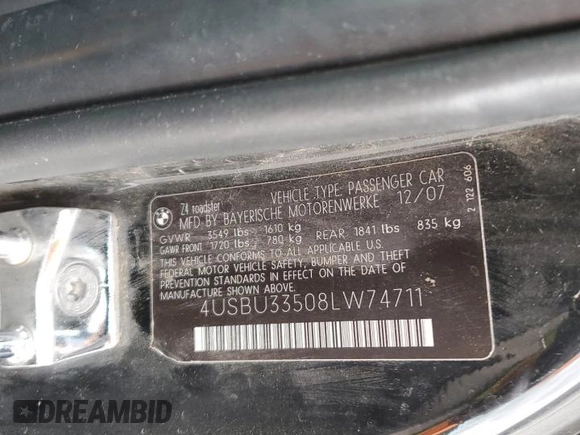 Z4 roadster VEHICLE TYPE: PASSENGER CAR
MFD BY BAYERISCHE MOTORENWERKE 12/07
GVWR 3549 lbs 1610 kg
GAWR FRONT 1720 lbs 780 kg REAR 1841 lbs 835 kg
THIS VEHICLE CONFORMS TO ALL APPLICABLE US
FEDERAL MOTOR VEHICLE SAFETY, BUMPER AND THEFT
PREVENTION STANDARDS IN EFFECT ON THE DATE OF
MANUFACTURE SHOWN ABOVE.
4USBU33508LW74711
2 122 606
BMW
DREAMBID